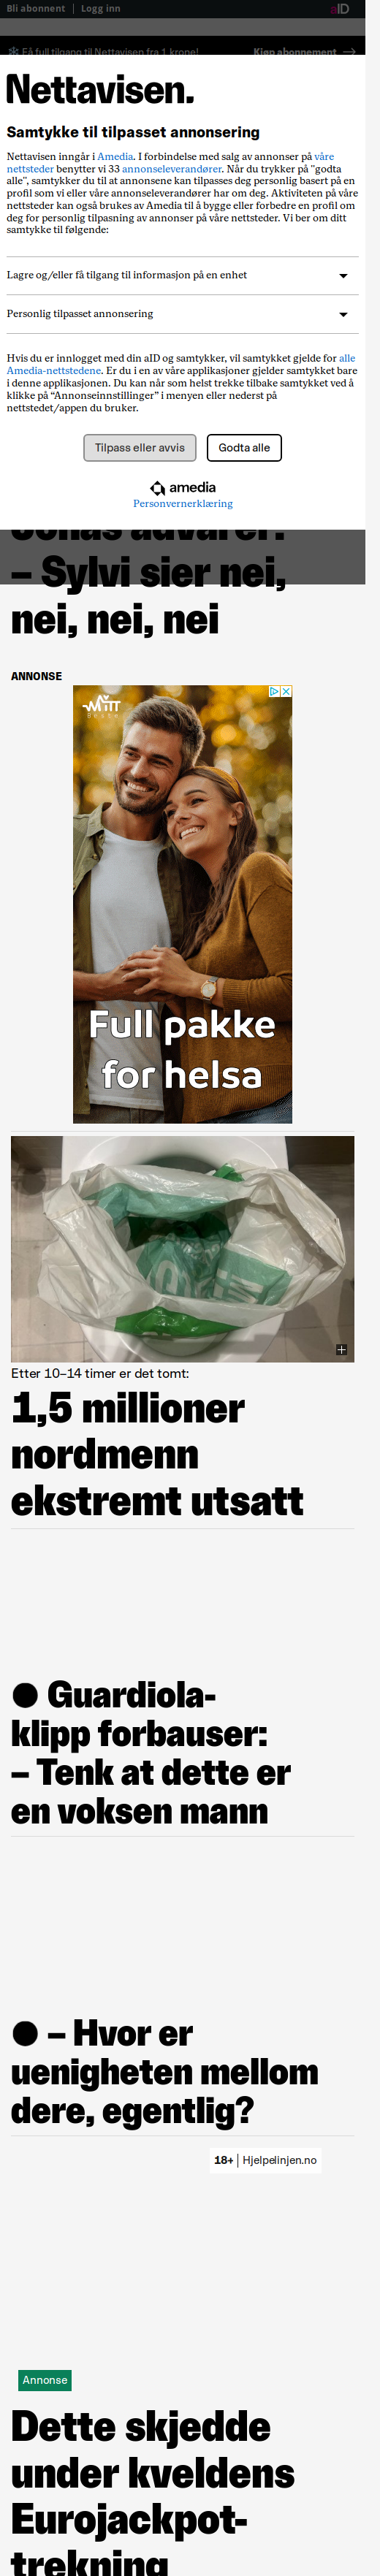 Bli abonnent | Logg inn
aID
Få full tilgang til Nettavisen fra 1 krone!
Kjøp abonnement →
Nettavisen.
Samtykke til tilpasset annonsering
Nettavisen inngår i Amedia. I forbindelse med salg av annonser på våre
nettsteder benytter vi 33 annonseleverandører. Når du trykker på "godta
alle", samtykker du til at annonsene kan tilpasses deg personlig basert på en
profil som vi eller våre annonseleverandører har om deg. Aktiviteten på våre
nettsteder kan også brukes av Amedia til å bygge eller forbedre en profil om
deg for personlig tilpasning av annonser på våre nettsteder. Vi ber om ditt
samtykke til følgende:
Lagre og/eller få tilgang til informasjon på en enhet
Personlig tilpasset annonsering
Hvis du er innlogget med din aID og samtykker, vil samtykket gjelde for alle
Amedia-nettstedene. Er du i en av våre applikasjoner gjelder samtykket bare
i denne applikasjonen. Du kan når som helst trekke tilbake samtykket ved å
klikke på “Annonseinnstillinger” i menyen eller nederst på
nettstedet/appen du bruker.
Tilpass eller avvis
Godta alle
amedia
Personvernerklæring
Jonas advarer:
– Sylvi sier nei,
nei, nei, nei
ANNONSE
MITT
Beste
Full pakke
for helsa
Etter 10–14 timer er det tomt:
1,5 millioner
nordmenn
ekstremt utsatt
● Guardiola-
klipp forbauser:
– Tenk at dette er
en voksen mann
● – Hvor er
uenigheten mellom
dere, egentlig?
18+ | Hjelpelinjen.no
Annonse
Dette skjedde
under kveldens
Eurojackpot-
trekning